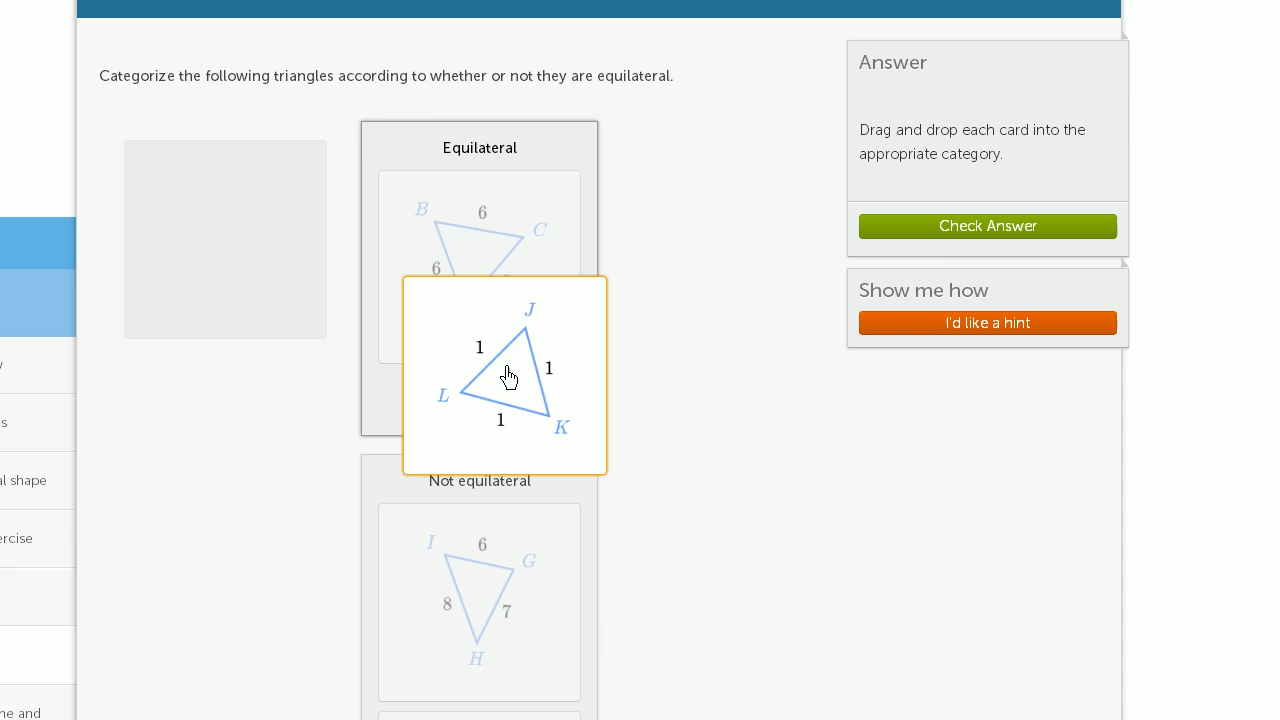 Categorize the following triangles according to whether or not they are equilateral.
Answer
Drag and drop each card into the
appropriate category.
Check Answer
Show me how
I'd like a hint
Equilateral
B
6
C
6
J
1
1
L
1
K
Not equilateral
I
6
G
8
7
H
s
al shape
ercise
ne and